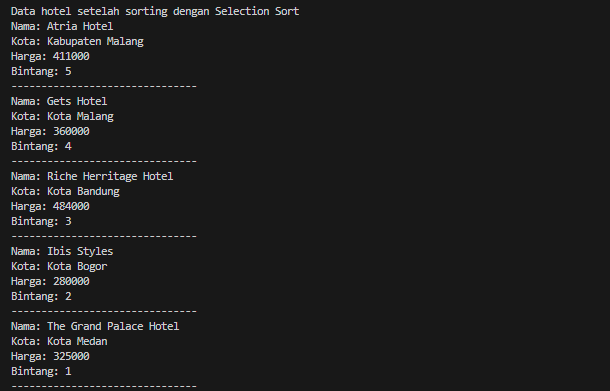 Data hotel setelah sorting dengan Selection Sort
Nama: Atria Hotel
Kota: Kabupaten Malang
Harga: 411000
Bintang: 5
-------------------------------
Nama: Gets Hotel
Kota: Kota Malang
Harga: 360000
Bintang: 4
-------------------------------
Nama: Riche Herritage Hotel
Kota: Kota Bandung
Harga: 484000
Bintang: 3
-------------------------------
Nama: Ibis Styles
Kota: Kota Bogor
Harga: 280000
Bintang: 2
-------------------------------
Nama: The Grand Palace Hotel
Kota: Kota Medan
Harga: 325000
Bintang: 1
-------------------------------